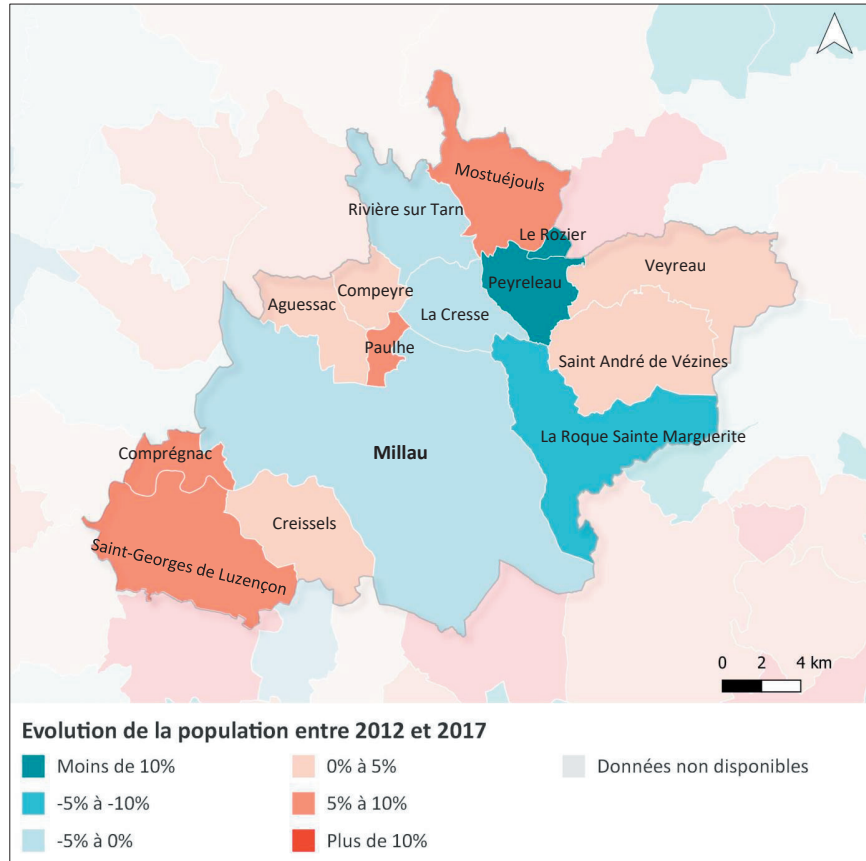 Mostuéjouls
Rivière sur Tarn
Le Rozier
Veyreau
Compeyre
Peyreleau
Aguessac
La Cresse
Paulhe
Saint André de Vézines
La Roque Sainte Marguerite
Comprégnac
Millau
Creissels
Saint-Georges de Luzençon
0 2 4 km
Evolution de la population entre 2012 et 2017
Moins de 10% 0% à 5% Données non disponibles
-5% à -10% 5% à 10%
-5% à 0% Plus de 10%